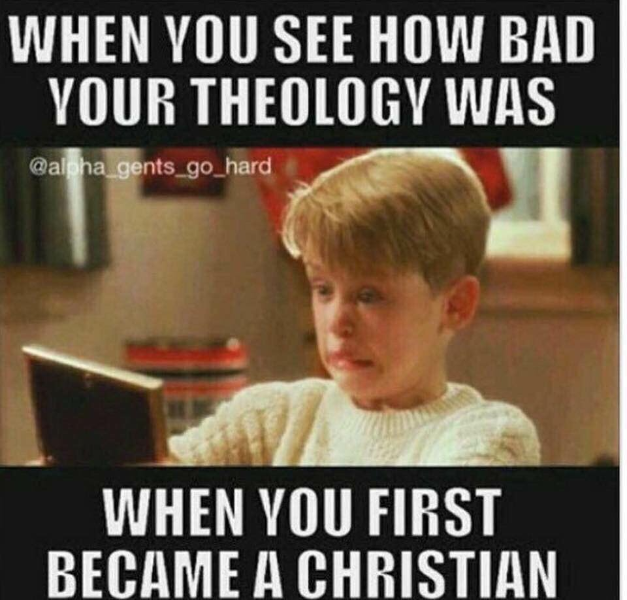 WHEN YOU SEE HOW BAD
YOUR THEOLOGY WAS
@alpha_gents_go_hard
WHEN YOU FIRST
BECAME A CHRISTIAN